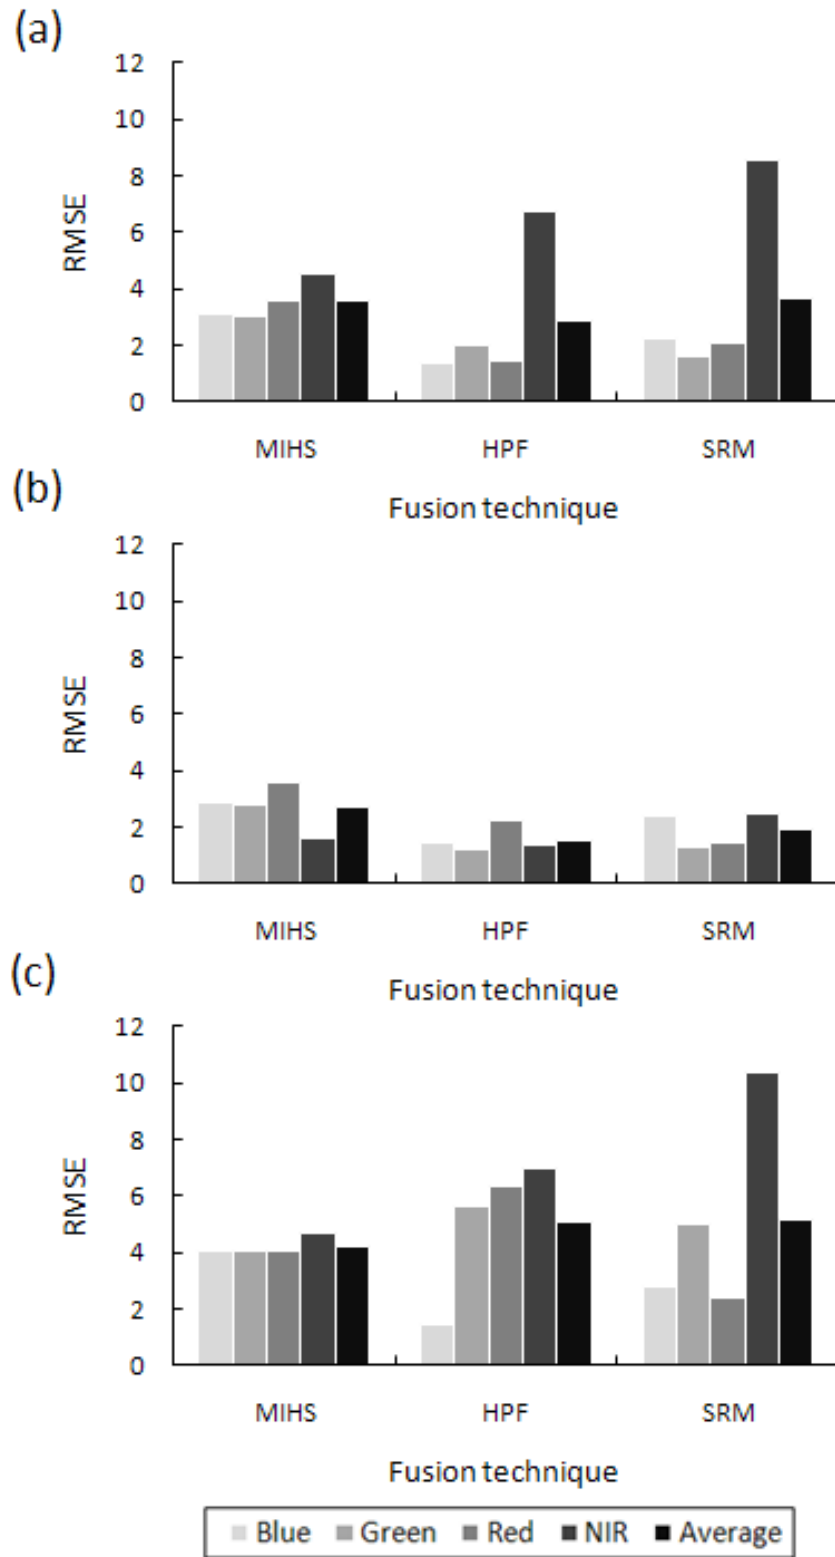 (a)
12
10
8
6
4
2
0
RMSE
MIHS HPF SRM
Fusion technique
(b)
12
10
8
6
4
2
0
RMSE
MIHS HPF SRM
Fusion technique
(c)
12
10
8
6
4
2
0
RMSE
MIHS HPF SRM
Fusion technique
Blue Green Red NIR Average